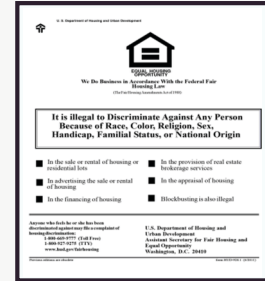 U. S. Department of Housing and Urban Development
EQUAL HOUSING
OPPORTUNITY
We Do Business in Accordance With the Federal Fair
Housing Law
(The Fair Housing Amendments Act of 1988)
It is illegal to Discriminate Against Any Person
Because of Race, Color, Religion, Sex,
Handicap, Familial Status, or National Origin
In the sale or rental of housing or
residential lots
In advertising the sale or rental
of housing
In the financing of housing
In the provision of real estate
brokerage services
In the appraisal of housing
Blockbusting is also illegal
Anyone who feels he or she has been
discriminated against may file a complaint of
housing discrimination:
1-800-669-9777 (Toll Free)
1-800-927-9275 (TTY)
www.hud.gov/fairhousing
U.S. Department of Housing and
Urban Development
Assistant Secretary for Fair Housing and
Equal Opportunity
Washington, D.C. 20410
Previous editions are obsolete